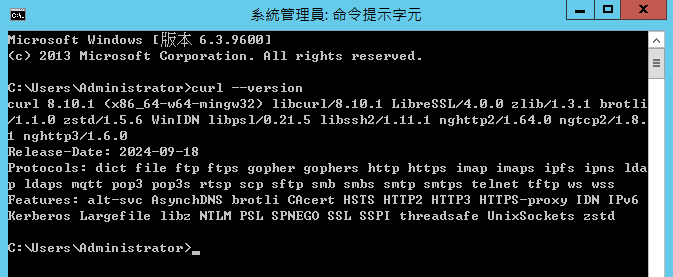 系統管理員: 命令提示字元
Microsoft Windows [版本 6.3.9600]
(c) 2013 Microsoft Corporation. All rights reserved.
C:\Users\Administrator>curl --version
curl 8.10.1 (x86_64-w64-mingw32) libcurl/8.10.1 LibreSSL/4.0.0 zlib/1.3.1 brotli
/1.1.0 zstd/1.5.6 WinIDN libpsl/0.21.5 libssh2/1.11.1 nghttp2/1.64.0 ngtcp2/1.8.
1 nghttp3/1.6.0
Release-Date: 2024-09-18
Protocols: dict file ftp ftps gopher gophers http https imap imaps ipfs ipns lda
p ldaps mqtt pop3 pop3s rtsp scp sftp smb smbs smtp smtps telnet tftp ws wss
Features: alt-svc AsynchDNS brotli CAcert HSTS HTTP2 HTTP3 HTTPS-proxy IDN IPv6
Kerberos Largefile libz NTLM PSL SPNEGO SSL SSPI threadsafe UnixSockets zstd
C:\Users\Administrator>_